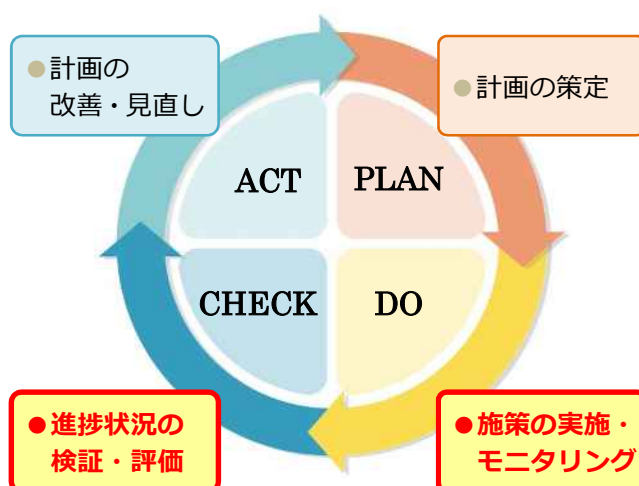 ●計画の
改善・見直し
●計画の策定
ACT
PLAN
CHECK
DO
●進捗状況の
検証・評価
●施策の実施・
モニタリング